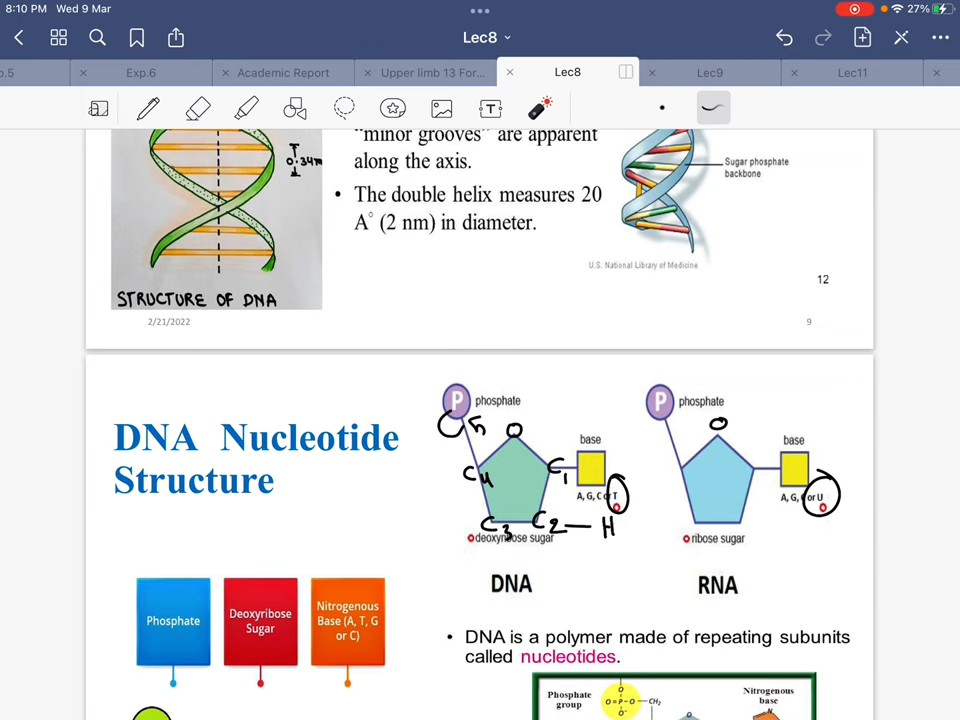 8:10 PM Wed 9 Mar
27%
Lec8
p.5
Exp.6
Academic Report
Upper limb 13 For...
Lec8
Lec9
Lec11
"minor grooves" are apparent
along the axis.
• The double helix measures 20
A° (2 nm) in diameter.
0.34
STRUCTURE OF DNA
Sugar phosphate
backbone
U.S. National Library of Medicine
12
2/21/2022
9
DNA Nucleotide
Structure
P phosphate
C5
O
base
C4
C1
A, G, C or T
C3 C2 — H
deoxyribose sugar
DNA
P phosphate
O
base
A, G, C or U
ribose sugar
RNA
Phosphate
Deoxyribose
Sugar
Nitrogenous
Base (A, T, G
or C)
• DNA is a polymer made of repeating subunits
called nucleotides.
Phosphate
group
O
O=P-O-CH2
O-
Nitrogenous
base